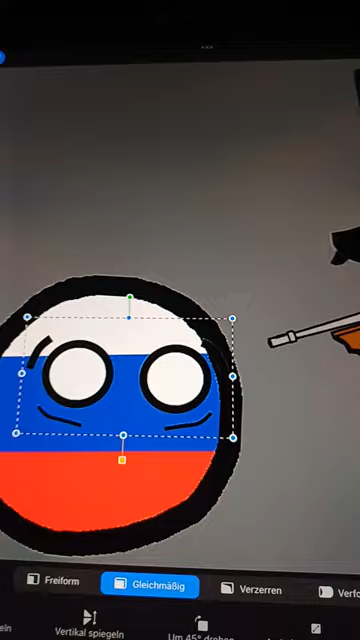 Freiform
Gleichmäßig
Verzerren
Vertikal spiegeln
Um 45° drehen